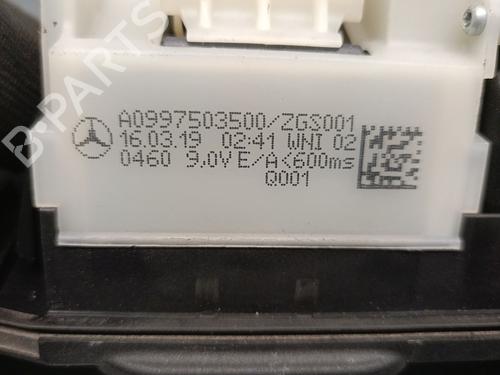 A0997503500/ZGS001
16.03.19 02:41 WNI 02
0460 9.0V E/A<600ms
Q001
B-PARTS